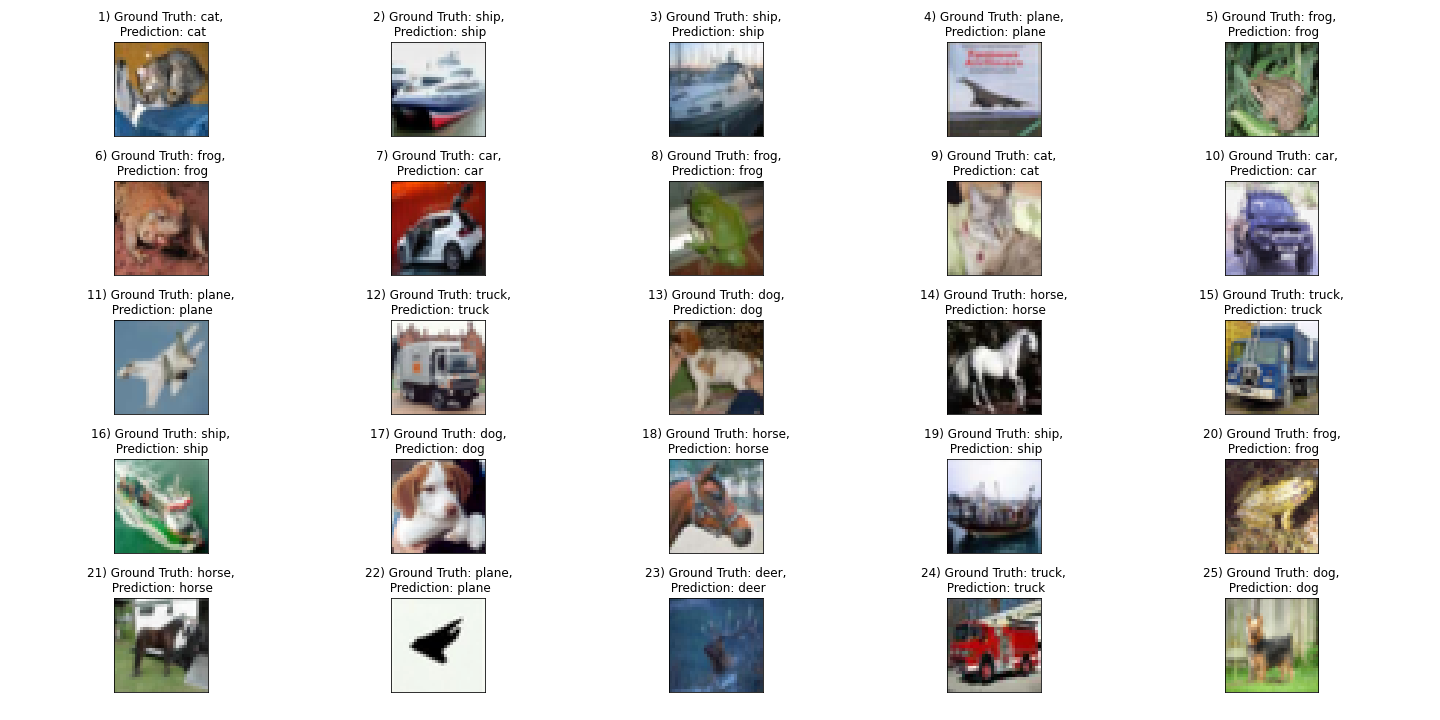 1) Ground Truth: cat,
Prediction: cat
2) Ground Truth: ship,
Prediction: ship
3) Ground Truth: ship,
Prediction: ship
4) Ground Truth: plane,
Prediction: plane
5) Ground Truth: frog,
Prediction: frog
6) Ground Truth: frog,
Prediction: frog
7) Ground Truth: car,
Prediction: car
8) Ground Truth: frog,
Prediction: frog
9) Ground Truth: cat,
Prediction: cat
10) Ground Truth: car,
Prediction: car
11) Ground Truth: plane,
Prediction: plane
12) Ground Truth: truck,
Prediction: truck
13) Ground Truth: dog,
Prediction: dog
14) Ground Truth: horse,
Prediction: horse
15) Ground Truth: truck,
Prediction: truck
16) Ground Truth: ship,
Prediction: ship
17) Ground Truth: dog,
Prediction: dog
18) Ground Truth: horse,
Prediction: horse
19) Ground Truth: ship,
Prediction: ship
20) Ground Truth: frog,
Prediction: frog
21) Ground Truth: horse,
Prediction: horse
22) Ground Truth: plane,
Prediction: plane
23) Ground Truth: deer,
Prediction: deer
24) Ground Truth: truck,
Prediction: truck
25) Ground Truth: dog,
Prediction: dog